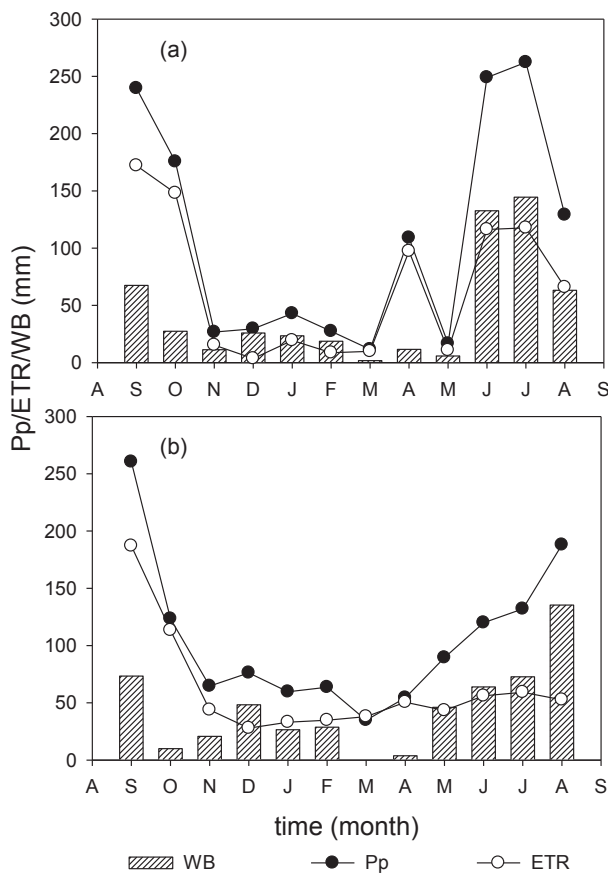 Pp/ETR/WB (mm)
300
250
200
150
100
50
0
(a)
A S O N D J F M A M J J A S
300
250
200
150
100
50
0
(b)
A S O N D J F M A M J J A S
time (month)
WB Pp ETR